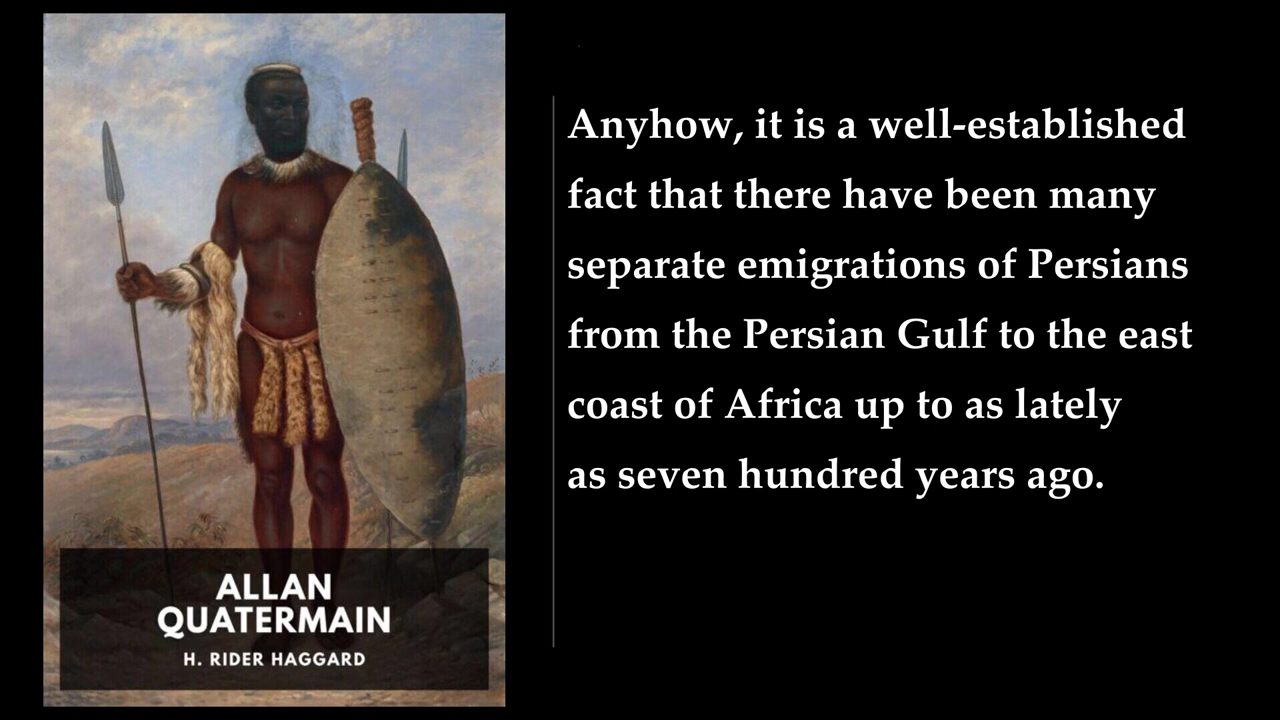 Anyhow, it is a well-established
fact that there have been many
separate emigrations of Persians
from the Persian Gulf to the east
coast of Africa up to as lately
as seven hundred years ago.
ALLAN
QUATERMAIN
H. RIDER HAGGARD